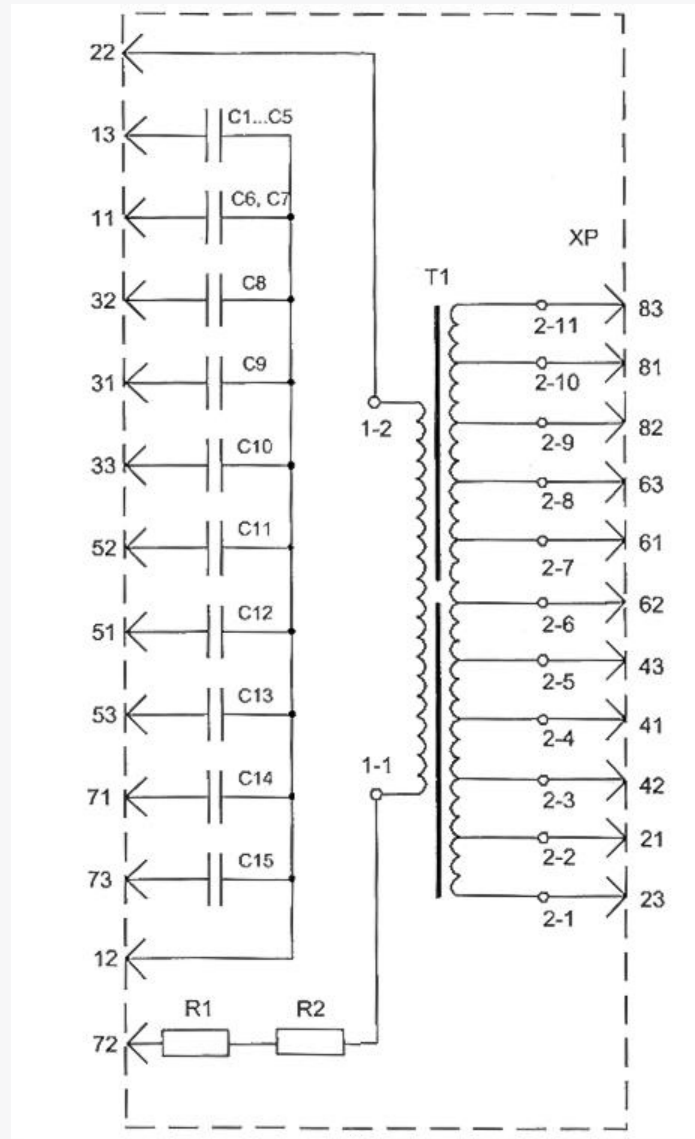 22
13 C1...C5
11 C6, C7
XP
32 C8
T1
2-11 83
31 C9
2-10 81
1-2
2-9 82
33 C10
2-8 63
52 C11
2-7 61
51 C12
2-6 62
2-5 43
53 C13
2-4 41
1-1
71 C14
2-3 42
2-2 21
73 C15
2-1 23
12
R1 R2
72